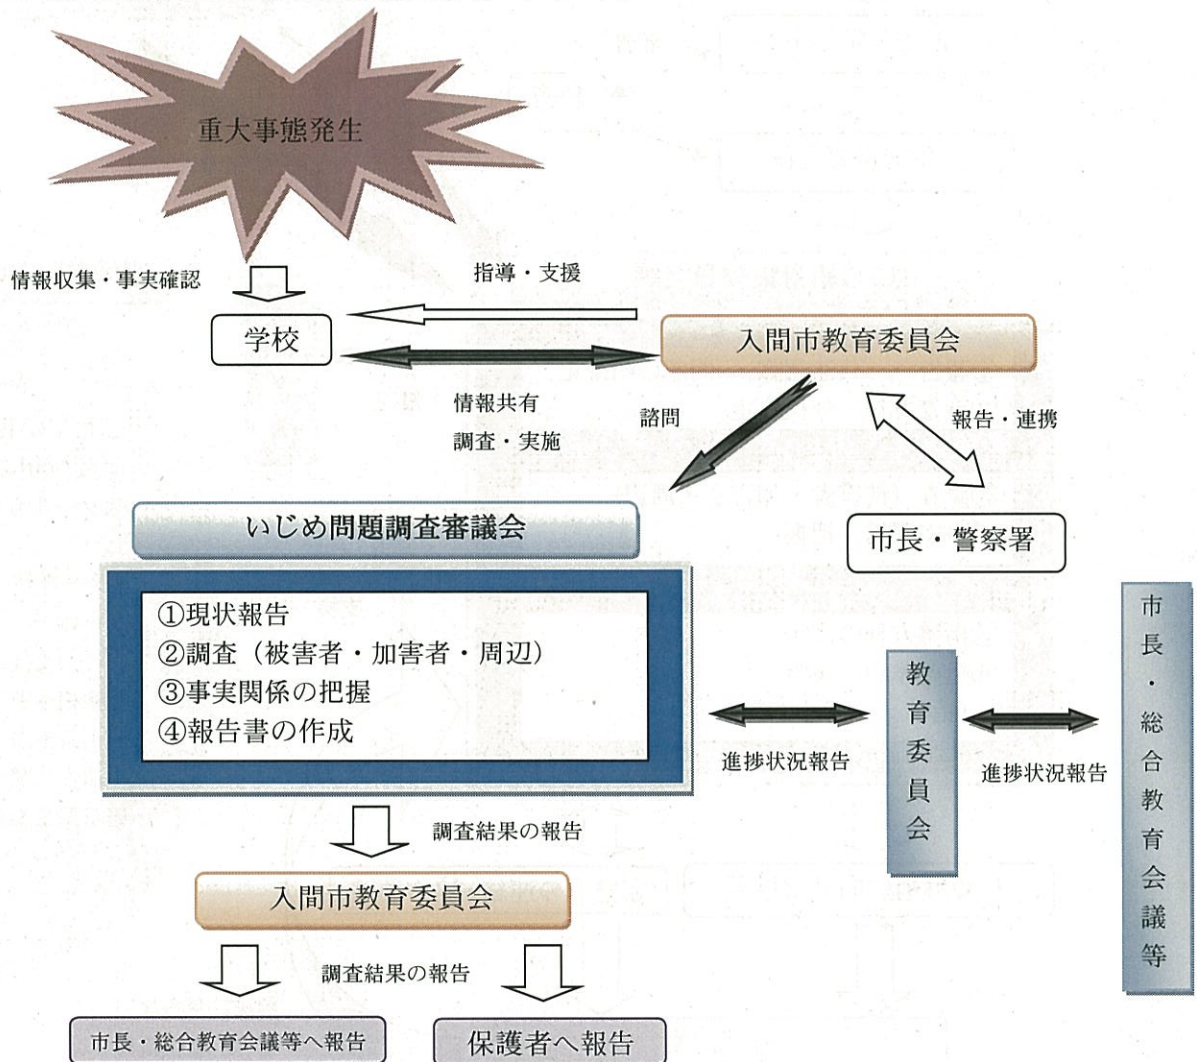 重大事態発生
情報収集・事実確認
指導・支援
学校
入間市教育委員会
情報共有
調査・実施
諮問
報告・連携
いじめ問題調査審議会
市長・警察署
①現状報告
②調査（被害者・加害者・周辺）
③事実関係の把握
④報告書の作成
進捗状況報告
教育委員会
進捗状況報告
市長・総合教育会議等
調査結果の報告
入間市教育委員会
調査結果の報告
市長・総合教育会議等へ報告
保護者へ報告